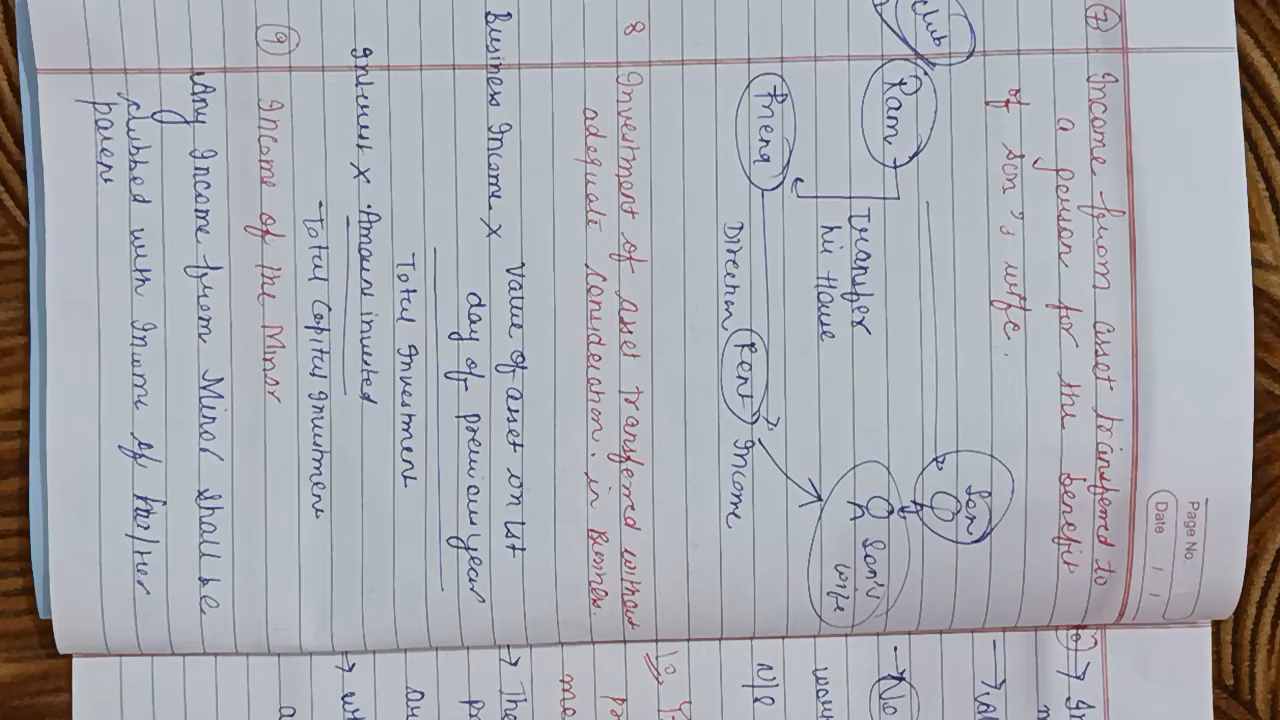 Page No.
Date / /
(7) Income from asset transferred to
a person for the benefit
of son's wife.
club
Ram
Son
Transfer
his House
Son's
wife
Friend
Direction Rent Income
8 Investment of asset transferred without
adequate consideration. in Business.
Business Income X Value of asset on 1st
day of previous year
Total Investment
Interest X Amount invested
Total Capital Investment
(9) Income of the Minor
Any Income from Minor shall be
clubbed with Income of his/Her
parent
→ No
N/S